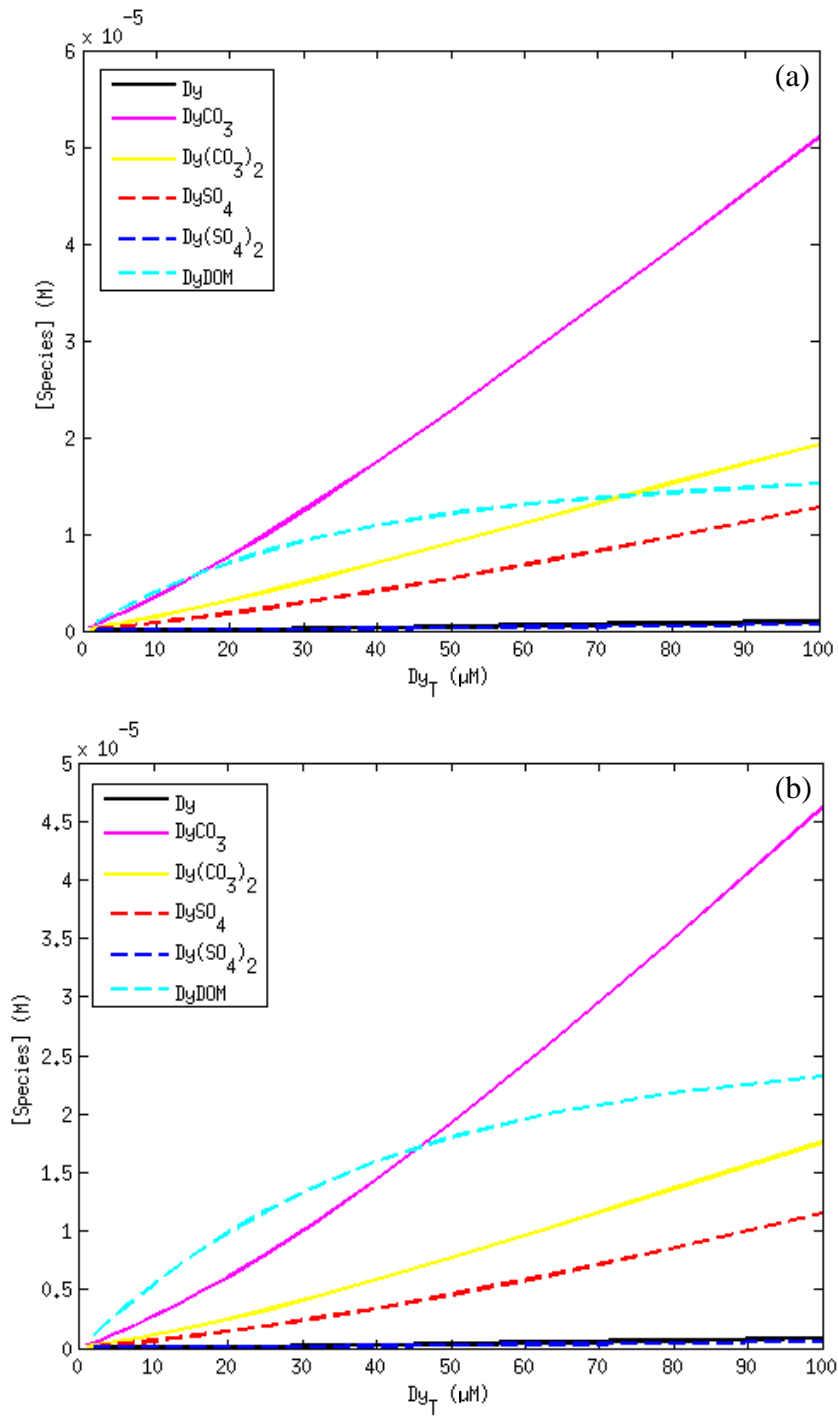 × 10⁻⁵
6
5
4
3
2
1
0
[Species] (M)
Dy
DyCO₃
Dy(CO₃)₂
DySO₄
Dy(SO₄)₂
DyDOM
(a)
0 10 20 30 40 50 60 70 80 90 100
Dy_T (μM)
× 10⁻⁵
5
4.5
4
3.5
3
2.5
2
1.5
1
0.5
0
[Species] (M)
Dy
DyCO₃
Dy(CO₃)₂
DySO₄
Dy(SO₄)₂
DyDOM
(b)
0 10 20 30 40 50 60 70 80 90 100
Dy_T (μM)